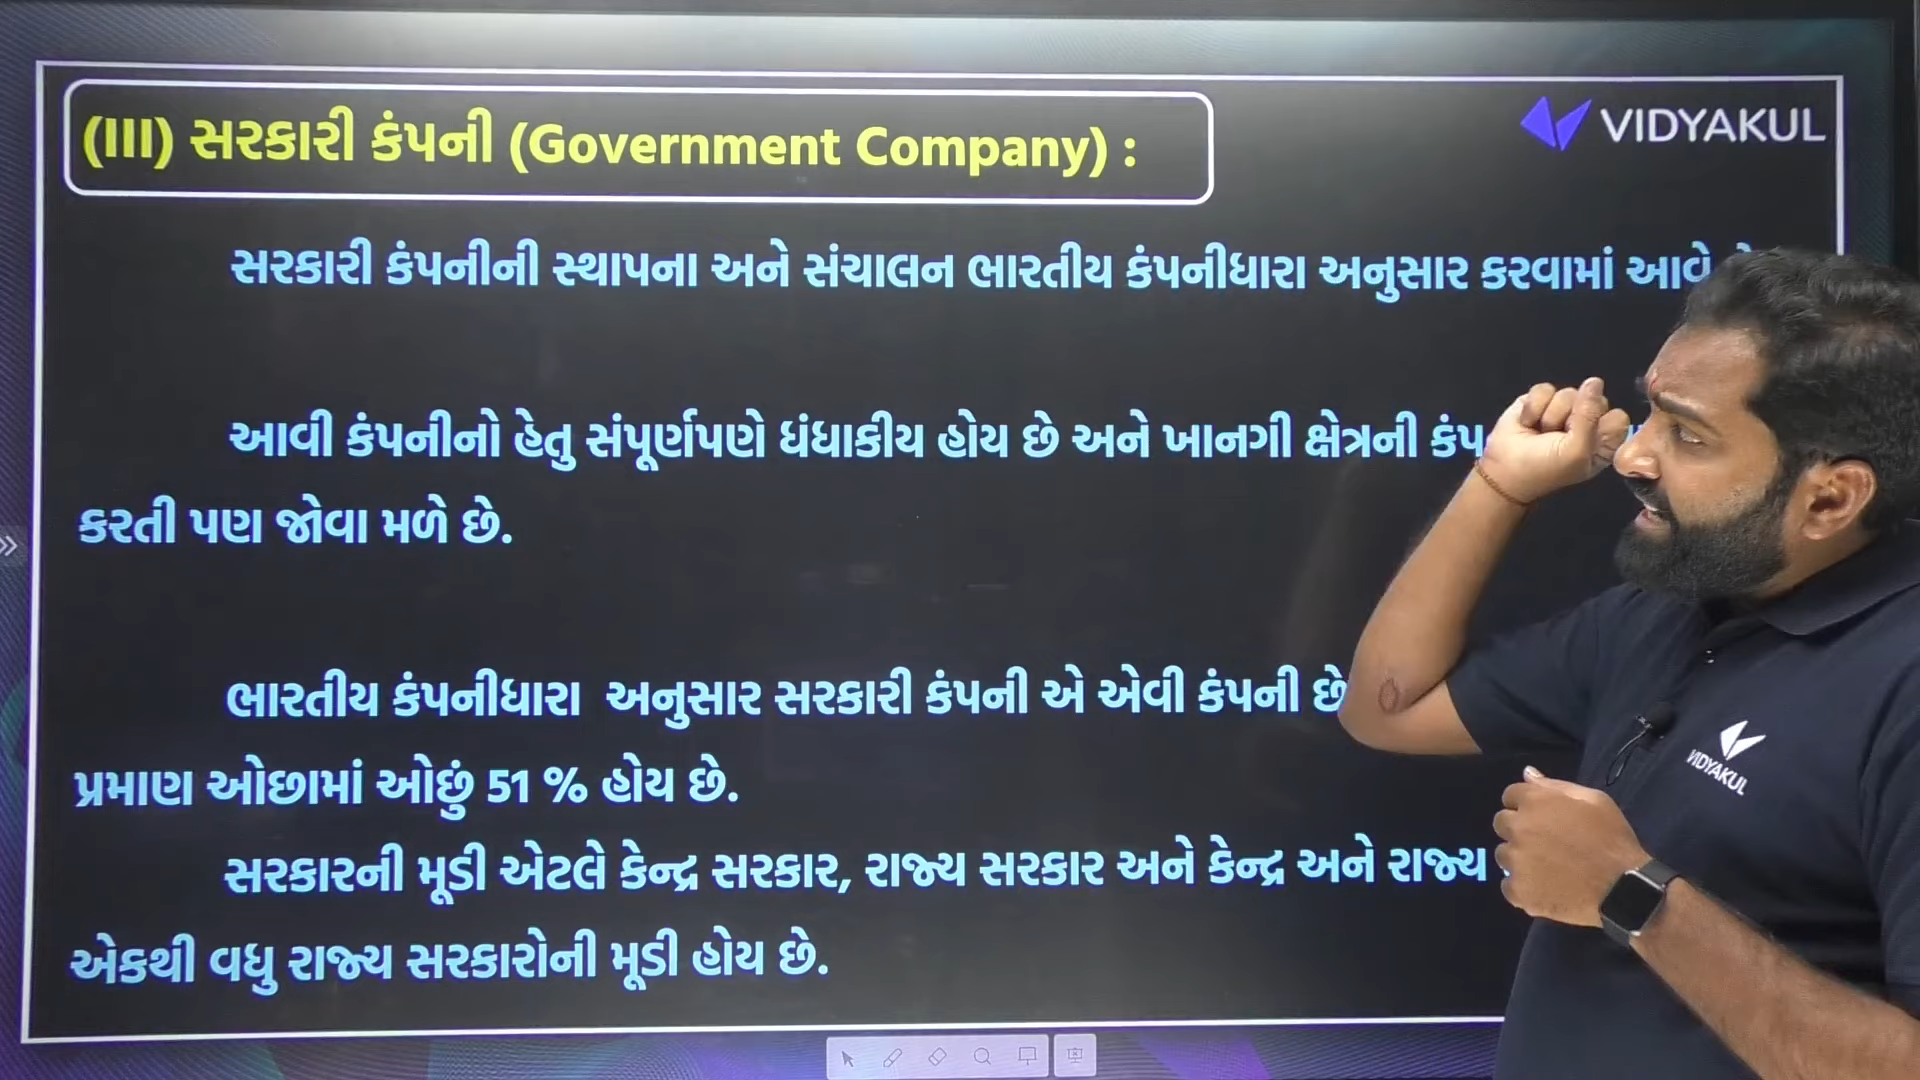 (III) સરકારી કંપની (Government Company) :
VIDYAKUL
સરકારી કંપનીની સ્થાપના અને સંચાલન ભારતીય કંપનીધારા અનુસાર કરવામાં આવે
આવી કંપનીનો હેતુ સંપૂર્ણપણે ધંધાકીય હોય છે અને ખાનગી ક્ષેત્રની
કરતી પણ જોવા મળે છે.
ભારતીય કંપનીધારા અનુસાર સરકારી કંપની એ એવી કંપની છે
પ્રમાણ ઓછામાં ઓછું 51 % હોય છે.
સરકારની મૂડી એટલે કેન્દ્ર સરકાર, રાજ્ય સરકાર અને કેન્દ્ર અને રાજ્ય
એકથી વધુ રાજ્ય સરકારોની મૂડી હોય છે.
VIDYAKUL